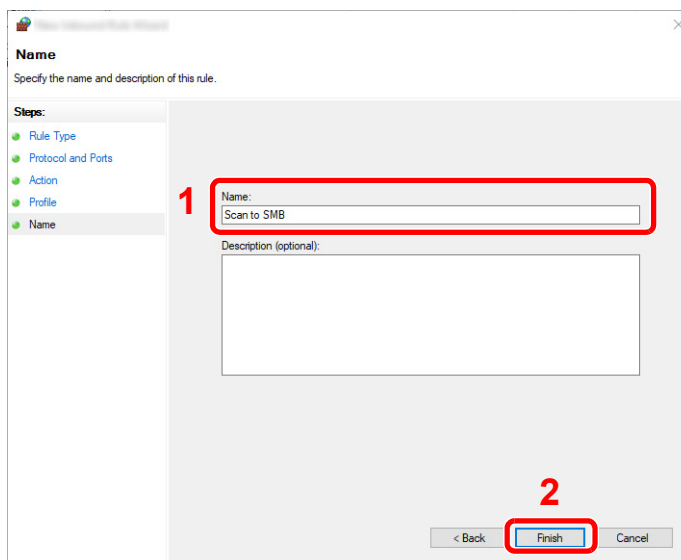 Name
Specify the name and description of this rule.
Steps:
Rule Type
Protocol and Ports
Action
Profile
Name
1
Name:
Scan to SMB
Description (optional):
2
< Back
Finish
Cancel